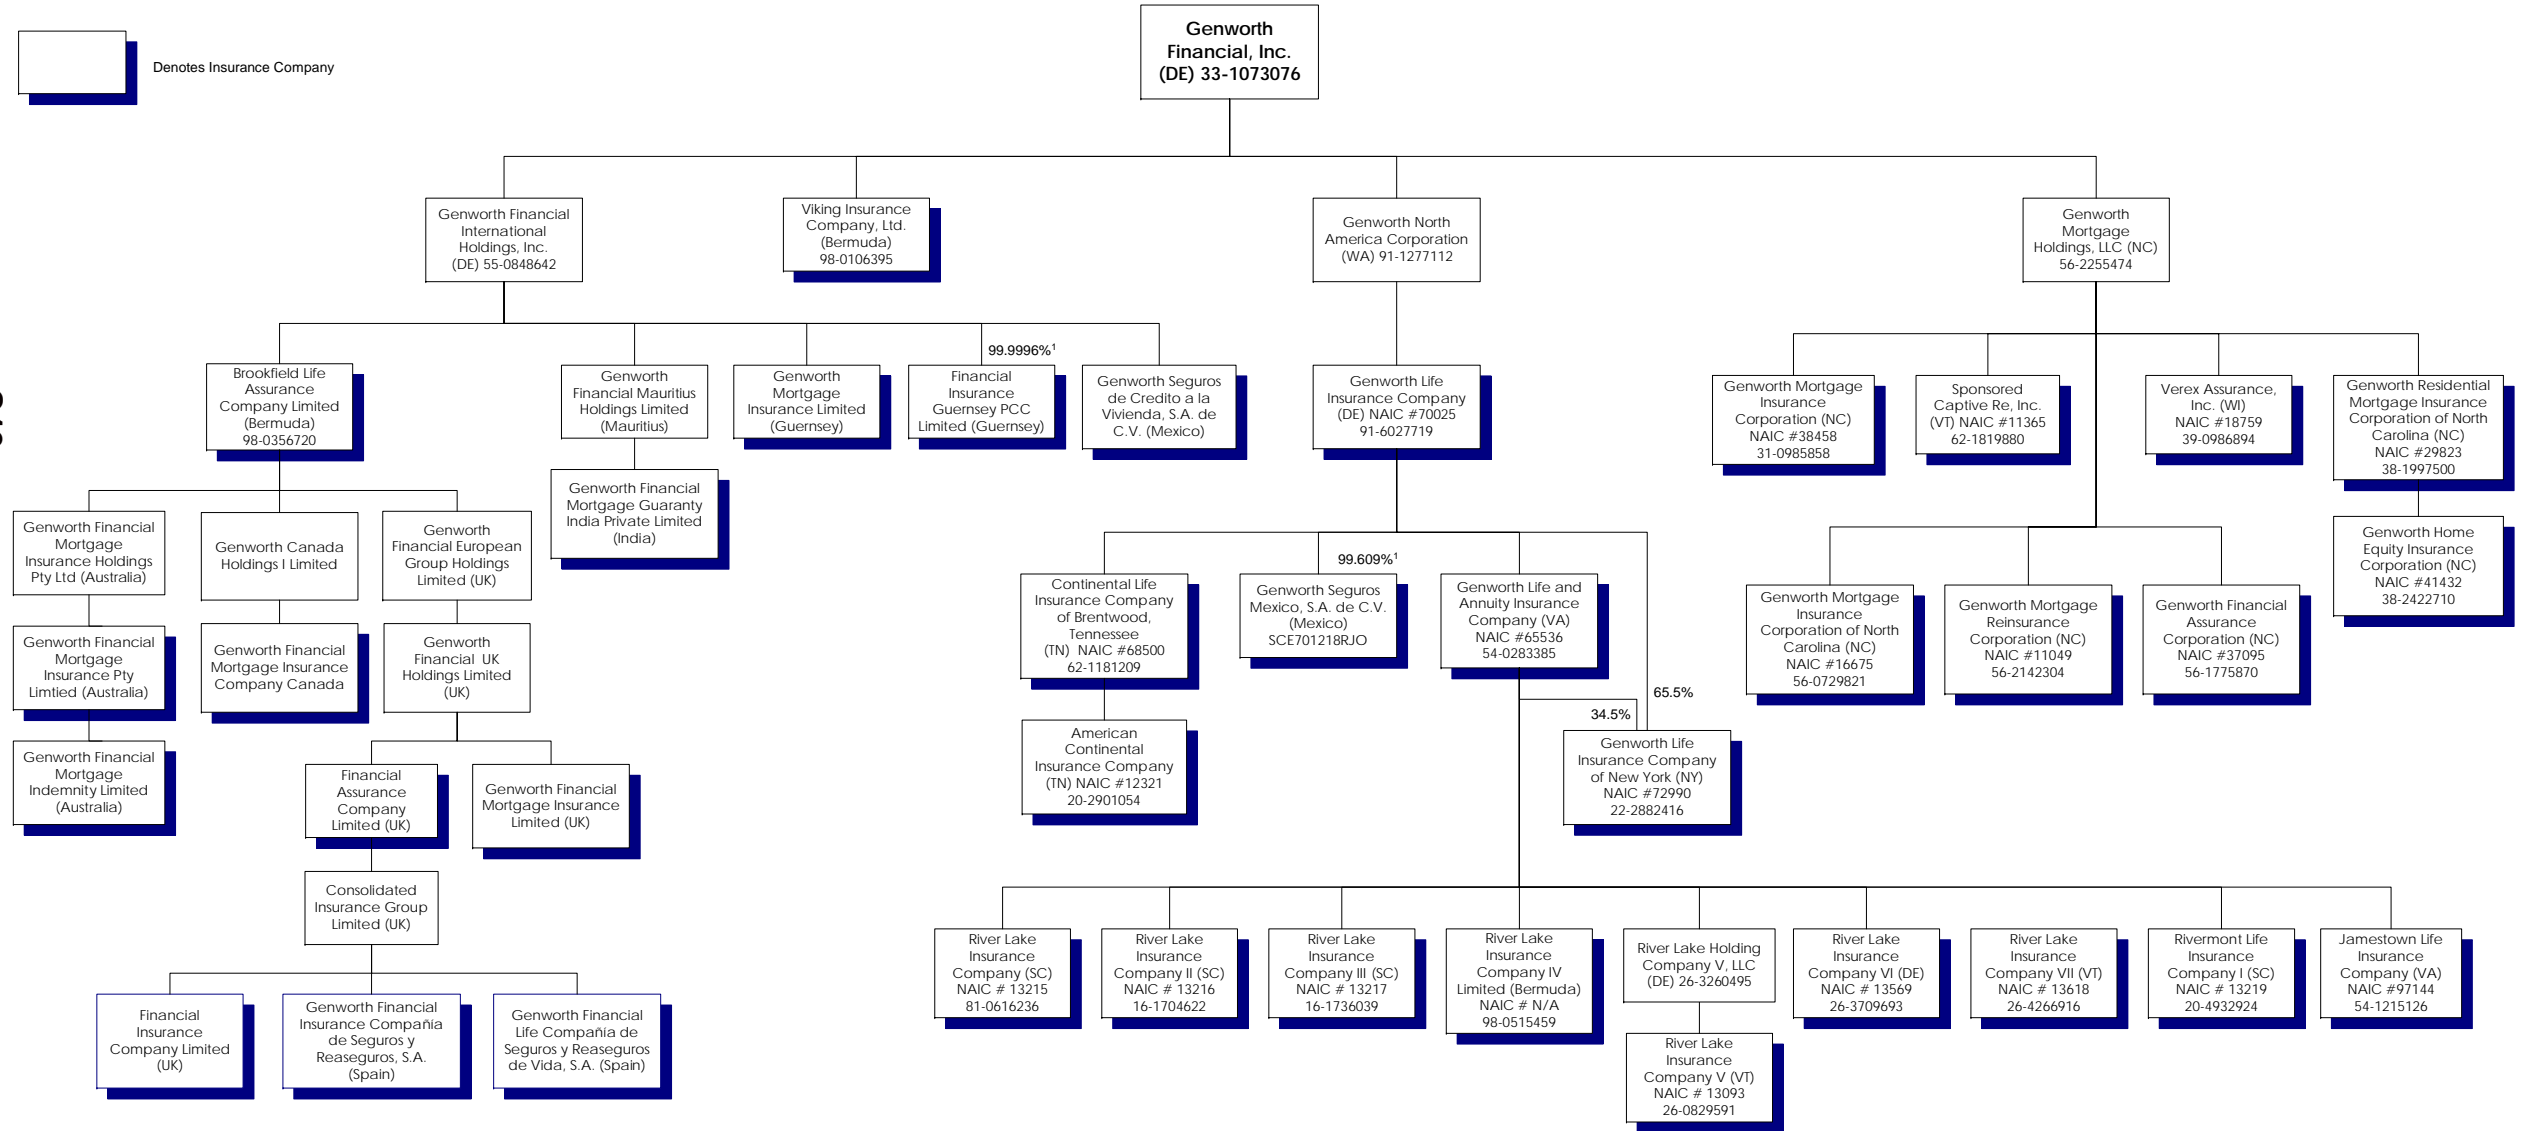 Genworth
Financial, Inc.
(DE) 33-1073076
Denotes Insurance Company
Genworth Financial
International
Holdings, Inc.
(DE) 55-0848642
Viking Insurance
Company, Ltd.
(Bermuda)
98-0106395
Genworth North
America Corporation
(WA) 91-1277112
Genworth
Mortgage
Holdings, LLC (NC)
56-2255474
99.9996%¹
Brookfield Life
Assurance
Company Limited
(Bermuda)
98-0356720
Genworth
Financial Mauritius
Holdings Limited
(Mauritius)
Genworth
Mortgage
Insurance Limited
(Guernsey)
Financial
Insurance
Guernsey PCC
Limited (Guernsey)
Genworth Seguros
de Credito a la
Vivienda, S.A. de
C.V. (Mexico)
Genworth Life
Insurance Company
(DE) NAIC #70025
91-6027719
Genworth Mortgage
Insurance
Corporation (NC)
NAIC #38458
31-0985858
Sponsored
Captive Re, Inc.
(VT) NAIC #11365
62-1819880
Verex Assurance,
Inc. (WI)
NAIC #18759
39-0986894
Genworth Residential
Mortgage Insurance
Corporation of North
Carolina (NC)
NAIC #29823
38-1997500
Genworth Financial
Mortgage Guaranty
India Private Limited
(India)
Genworth Financial
Mortgage
Insurance Holdings
Pty Ltd (Australia)
Genworth Canada
Holdings I Limited
Genworth
Financial European
Group Holdings
Limited (UK)
Genworth Home
Equity Insurance
Corporation (NC)
NAIC #41432
38-2422710
99.609%¹
Continental Life
Insurance Company
of Brentwood,
Tennessee
(TN)  NAIC #68500
62-1181209
Genworth Seguros
Mexico, S.A. de C.V.
(Mexico)
SCE701218RJO
Genworth Life and
Annuity Insurance
Company (VA)
NAIC #65536
54-0283385
Genworth Mortgage
Insurance
Corporation of North
Carolina (NC)
NAIC #16675
56-0729821
Genworth Mortgage
Reinsurance
Corporation (NC)
NAIC #11049
56-2142304
Genworth Financial
Assurance
Corporation (NC)
NAIC #37095
56-1775870
Genworth Financial
Mortgage
Insurance Pty
Limtied (Australia)
Genworth Financial
Mortgage Insurance
Company Canada
Genworth
Financial  UK
Holdings Limited
(UK)
65.5%
34.5%
American
Continental
Insurance Company
(TN) NAIC #12321
20-2901054
Genworth Life
Insurance Company
of New York (NY)
NAIC #72990
22-2882416
Genworth Financial
Mortgage
Indemnity Limited
(Australia)
Financial
Assurance
Company
Limited (UK)
Genworth Financial
Mortgage Insurance
Limited (UK)
Consolidated
Insurance Group
Limited (UK)
River Lake
Insurance
Company (SC)
NAIC # 13215
81-0616236
River Lake
Insurance
Company II (SC)
NAIC # 13216
16-1704622
River Lake
Insurance
Company III (SC)
NAIC # 13217
16-1736039
River Lake
Insurance
Company IV
Limited (Bermuda)
NAIC # N/A
98-0515459
River Lake Holding
Company V, LLC
(DE) 26-3260495
River Lake
Insurance
Company VI (DE)
NAIC # 13569
26-3709693
River Lake
Insurance
Company VII (VT)
NAIC # 13618
26-4266916
Rivermont Life
Insurance
Company I (SC)
NAIC # 13219
20-4932924
Jamestown Life
Insurance
Company (VA)
NAIC #97144
54-1215126
Financial
Insurance
Company Limited
(UK)
Genworth Financial
Insurance Compañía
de Seguros y
Reaseguros, S.A.
(Spain)
Genworth Financial
Life Compañía de
Seguros y Reaseguros
de Vida, S.A. (Spain)
River Lake
Insurance
Company V (VT)
NAIC # 13093
26-0829591